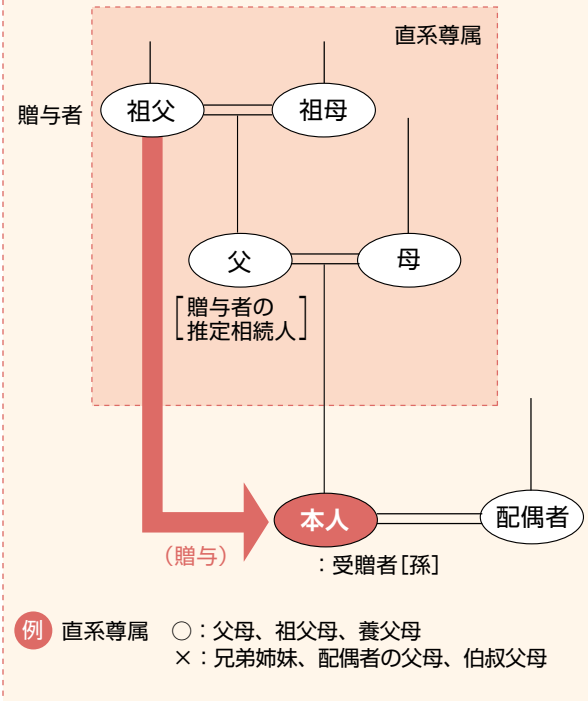 直系尊属
贈与者
祖父
祖母
父
母
[贈与者の
推定相続人]
本人
配偶者
(贈与)
:受贈者[孫]
例 直系尊属 ○:父母、祖父母、養父母
×:兄弟姉妹、配偶者の父母、伯叔父母